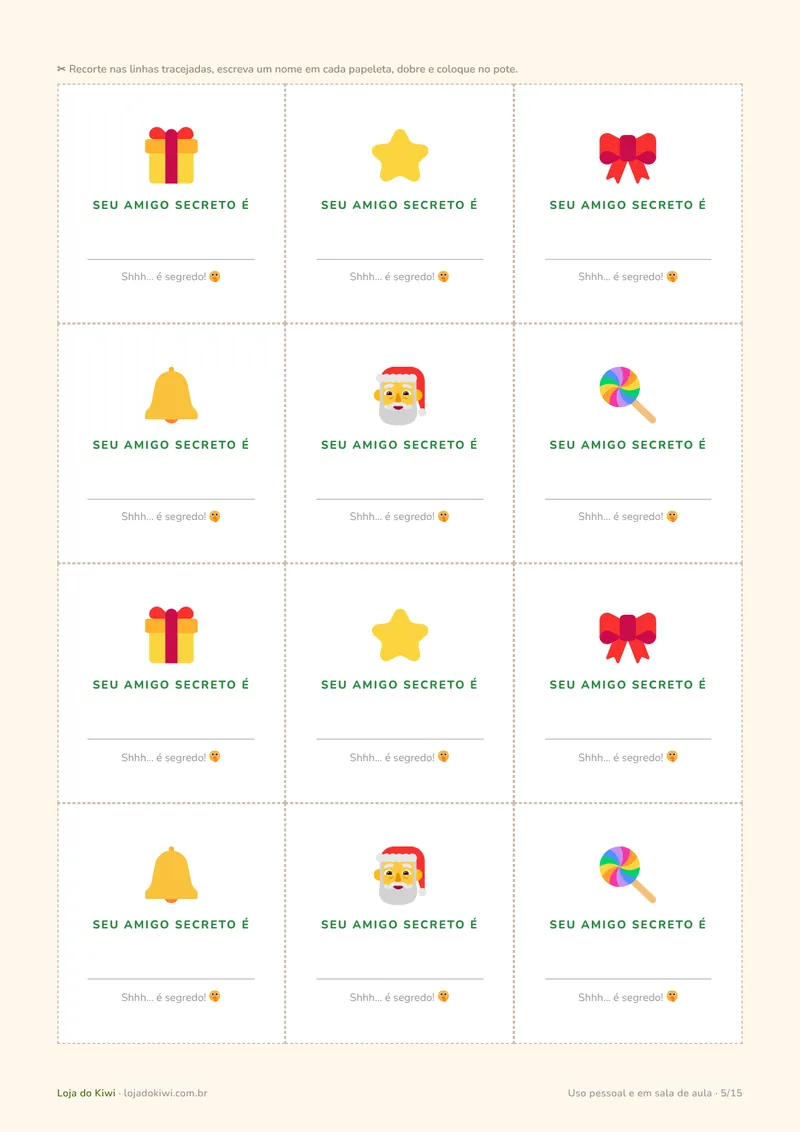 ✂ Recorte nas linhas tracejadas, escreva um nome em cada papeleta, dobre e coloque no pote.
SEU AMIGO SECRETO É
Shhh... é segredo! 🤫
SEU AMIGO SECRETO É
Shhh... é segredo! 🤫
SEU AMIGO SECRETO É
Shhh... é segredo! 🤫
SEU AMIGO SECRETO É
Shhh... é segredo! 🤫
SEU AMIGO SECRETO É
Shhh... é segredo! 🤫
SEU AMIGO SECRETO É
Shhh... é segredo! 🤫
SEU AMIGO SECRETO É
Shhh... é segredo! 🤫
SEU AMIGO SECRETO É
Shhh... é segredo! 🤫
SEU AMIGO SECRETO É
Shhh... é segredo! 🤫
SEU AMIGO SECRETO É
Shhh... é segredo! 🤫
SEU AMIGO SECRETO É
Shhh... é segredo! 🤫
SEU AMIGO SECRETO É
Shhh... é segredo! 🤫
Loja do Kiwi · lojadokiwi.com.br
Uso pessoal e em sala de aula · 5/15